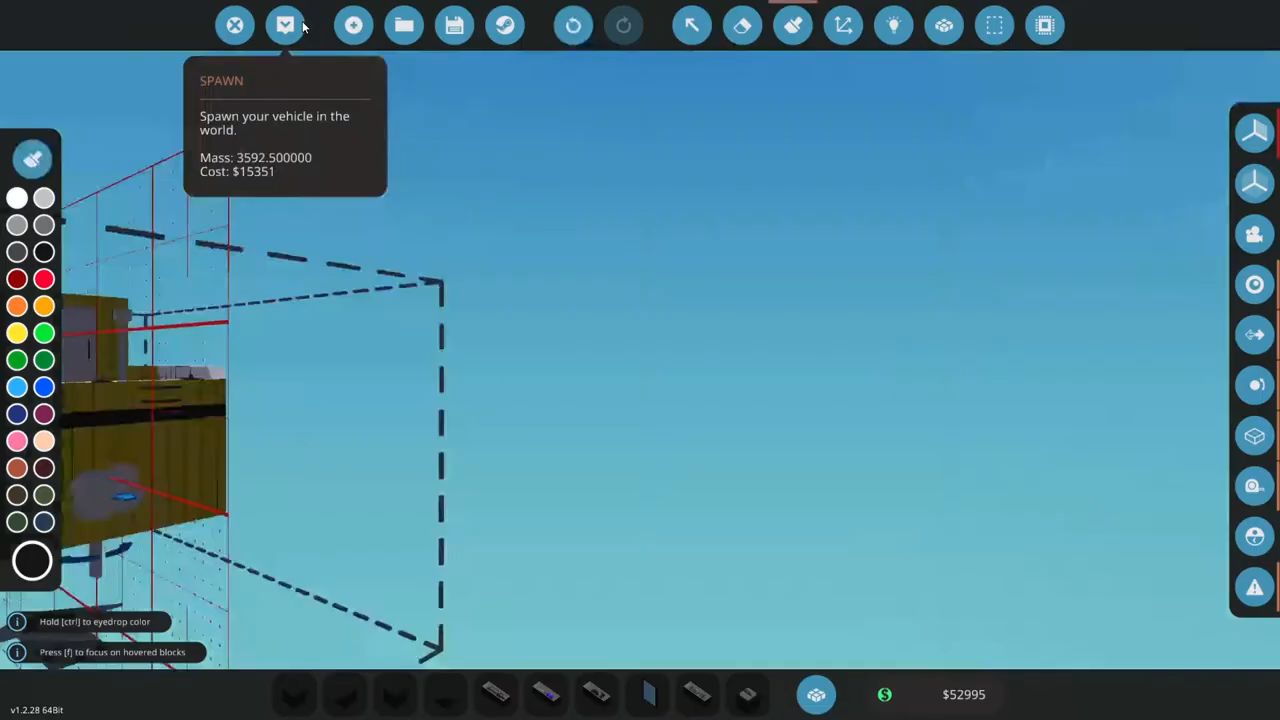 SPAWN
Spawn your vehicle in the
world.
Mass: 3592.500000
Cost: $15351
Hold [ctrl] to eyedrop color
Press [f] to focus on hovered blocks
$52995
v1.2.28 64Bit